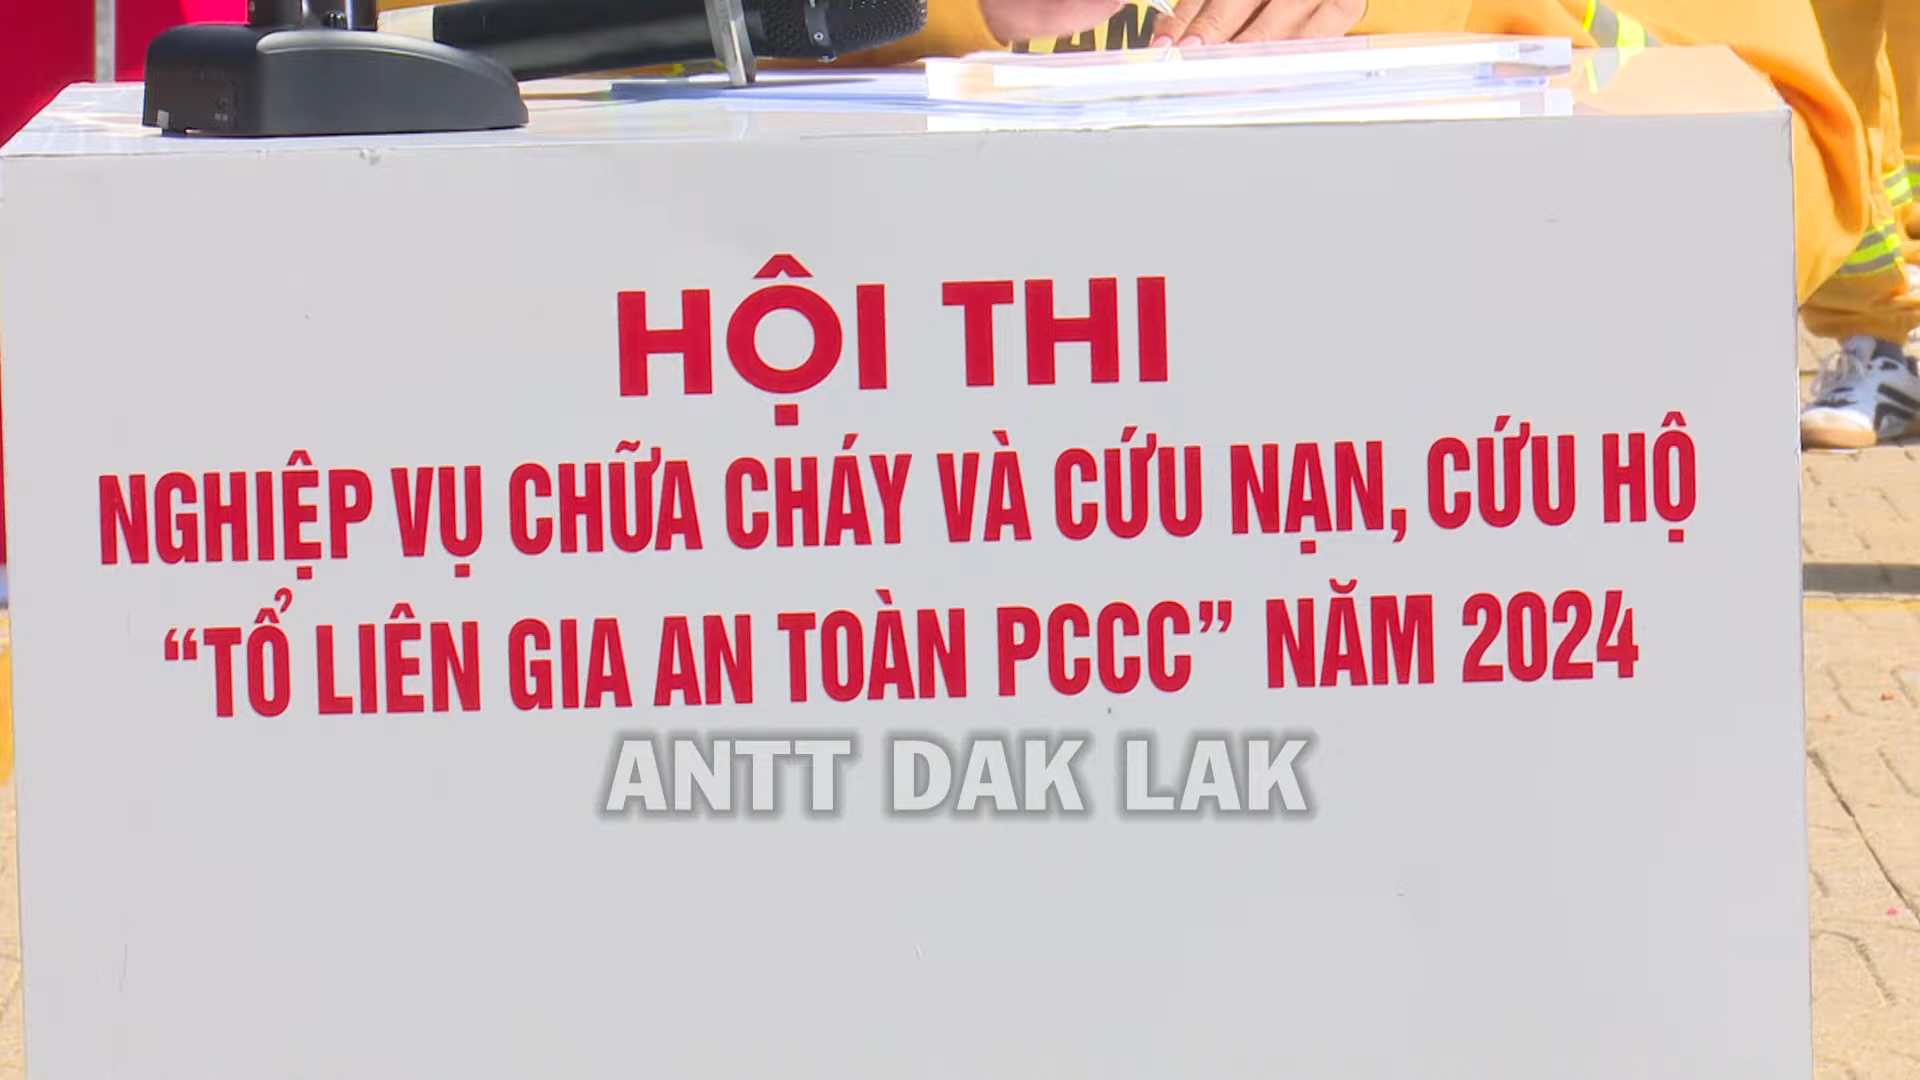 HỘI THI
NGHIỆP VỤ CHỮA CHÁY VÀ CỨU NẠN, CỨU HỘ
“TỔ LIÊN GIA AN TOÀN PCCC” NĂM 2024
ANTT DAK LAK